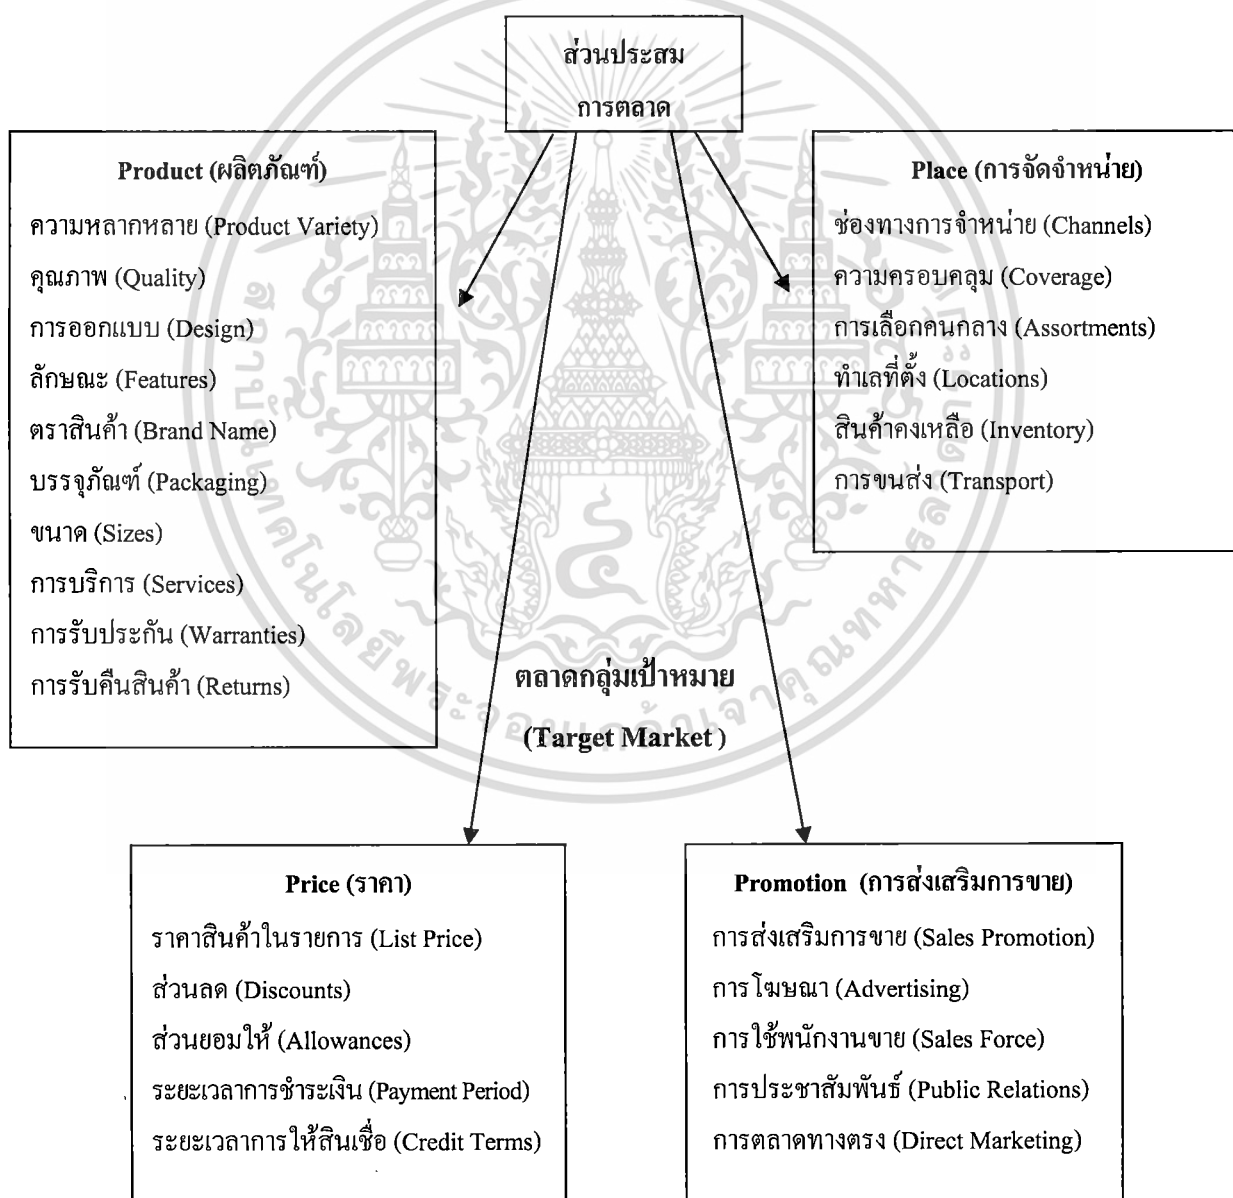 ส่วนประสม
การตลาด
Product (ผลิตภัณฑ์)
ความหลากหลาย (Product Variety)
คุณภาพ (Quality)
การออกแบบ (Design)
ลักษณะ (Features)
ตราสินค้า (Brand Name)
บรรจุภัณฑ์ (Packaging)
ขนาด (Sizes)
การบริการ (Services)
การรับประกัน (Warranties)
การรับคืนสินค้า (Returns)
Place (การจัดจำหน่าย)
ช่องทางการจำหน่าย (Channels)
ความครอบคลุม (Coverage)
การเลือกคนกลาง (Assortments)
ทำเลที่ตั้ง (Locations)
สินค้าคงเหลือ (Inventory)
การขนส่ง (Transport)
ตลาดกลุ่มเป้าหมาย
(Target Market )
Price (ราคา)
ราคาสินค้าในรายการ (List Price)
ส่วนลด (Discounts)
ส่วนยอมให้ (Allowances)
ระยะเวลาการชำระเงิน (Payment Period)
ระยะเวลาการให้สินเชื่อ (Credit Terms)
Promotion (การส่งเสริมการขาย)
การส่งเสริมการขาย (Sales Promotion)
การโฆษณา (Advertising)
การใช้พนักงานขาย (Sales Force)
การประชาสัมพันธ์ (Public Relations)
การตลาดทางตรง (Direct Marketing)